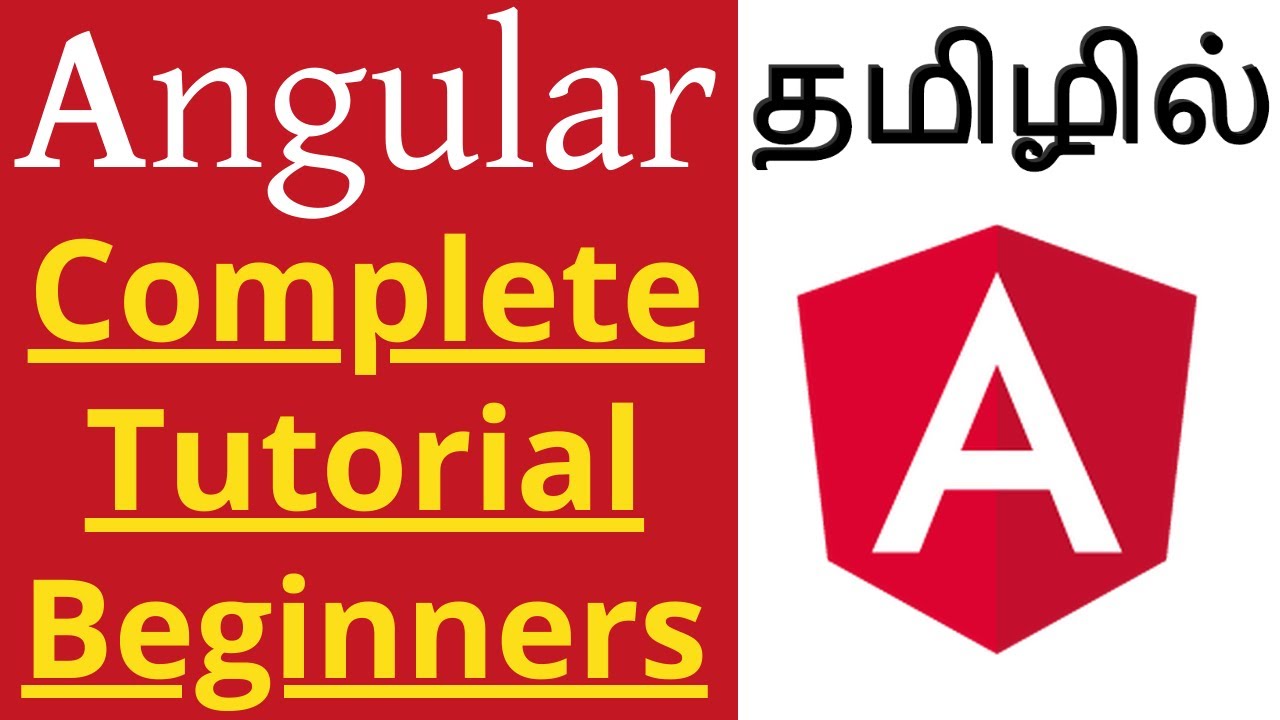 Angular
Complete
Tutorial
Beginners
தமிழில்
A